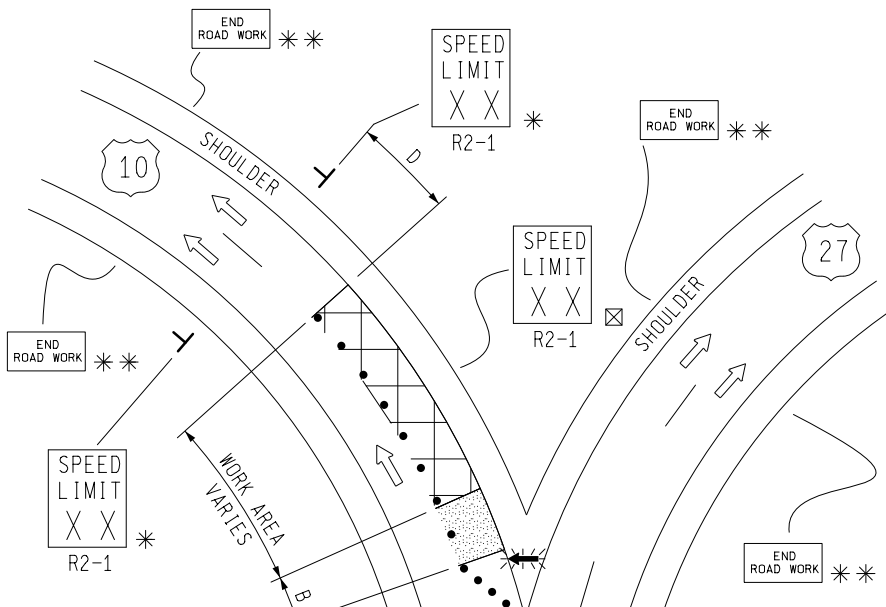 END
ROAD WORK **
SPEED
LIMIT
X X
R2-1 *
END
ROAD WORK **
10
SHOULDER
D
27
SPEED
LIMIT
X X
R2-1
SHOULDER
END
ROAD WORK **
SPEED
LIMIT
X X
R2-1 *
WORK AREA
VARIES
B
END
ROAD WORK **